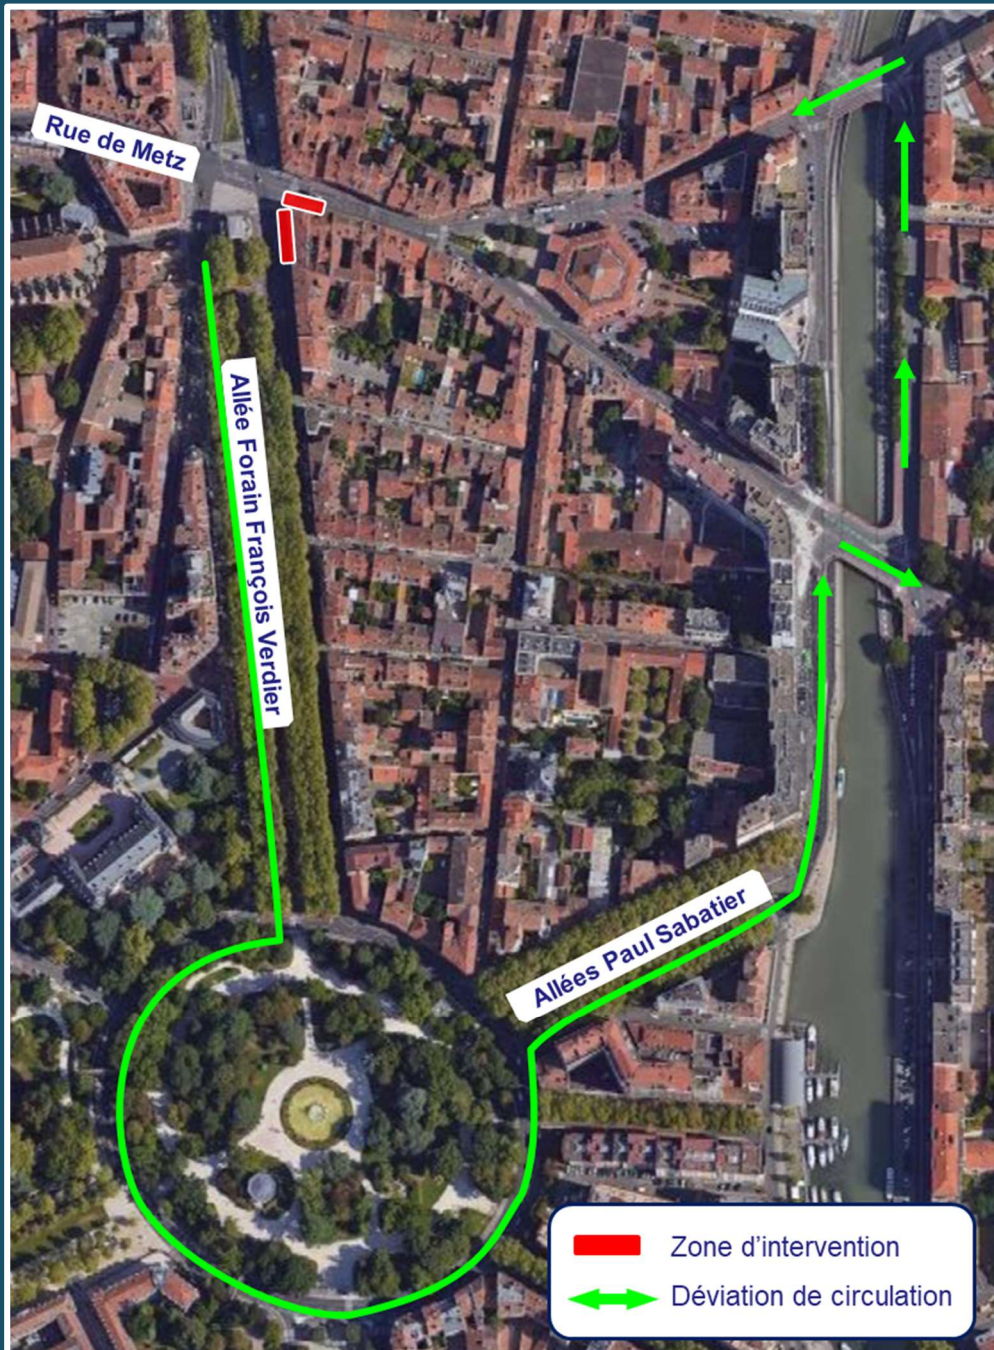 Rue de Metz
Allée Forain François Verdier
Allées Paul Sabatier
Zone d'intervention
Déviation de circulation